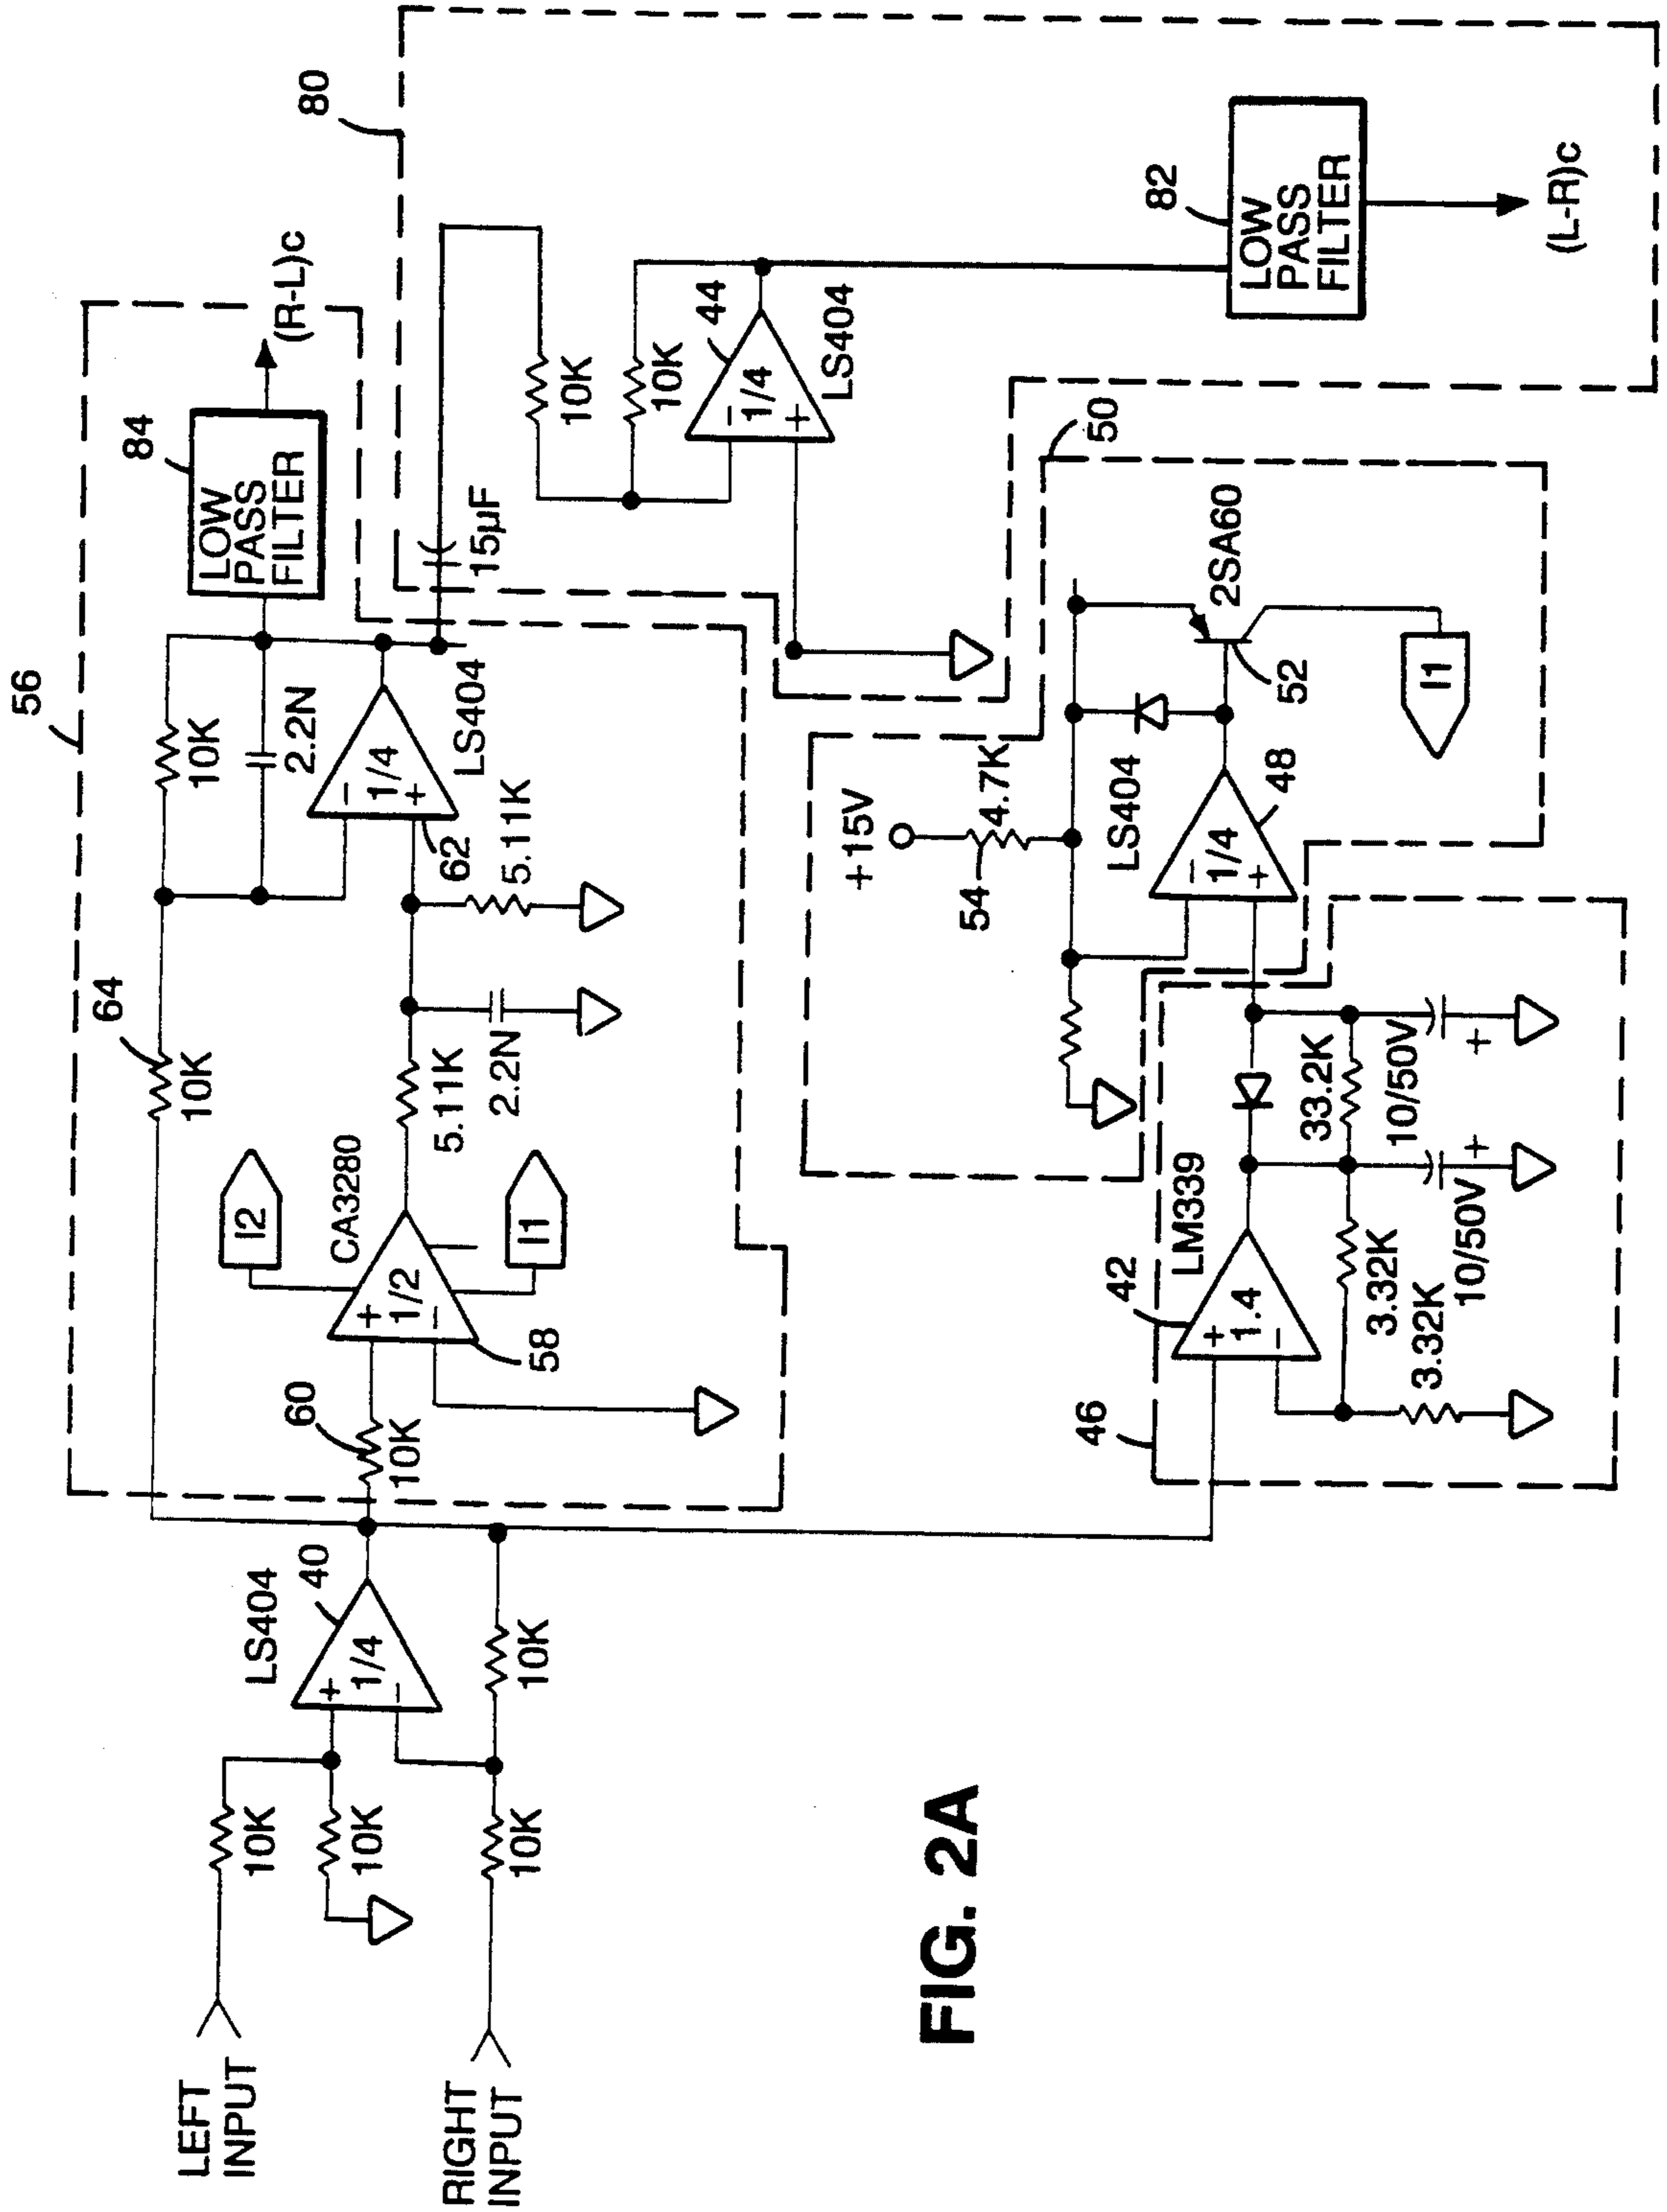 56
64
10K
10K
2.2N
84
LOW
PASS
FILTER
(R-L)c
80
I2
CA3280
+
1/2
−
I1
58
60
10K
5.11K
2.2N
5.11K
62
−
1/4
+
LS404
15µF
10K
10K
44
−
1/4
+
LS404
82
LOW
PASS
FILTER
(L-R)c
LEFT
INPUT
10K
10K
RIGHT
INPUT
10K
LS404
40
+
1/4
−
10K
50
+15V
54
4.7K
LS404
−
1/4
+
48
2SA60
52
I1
46
42
LM339
+
1.4
−
33.2K
10/50V
+
3.32K
3.32K
10/50V
+
FIG. 2A